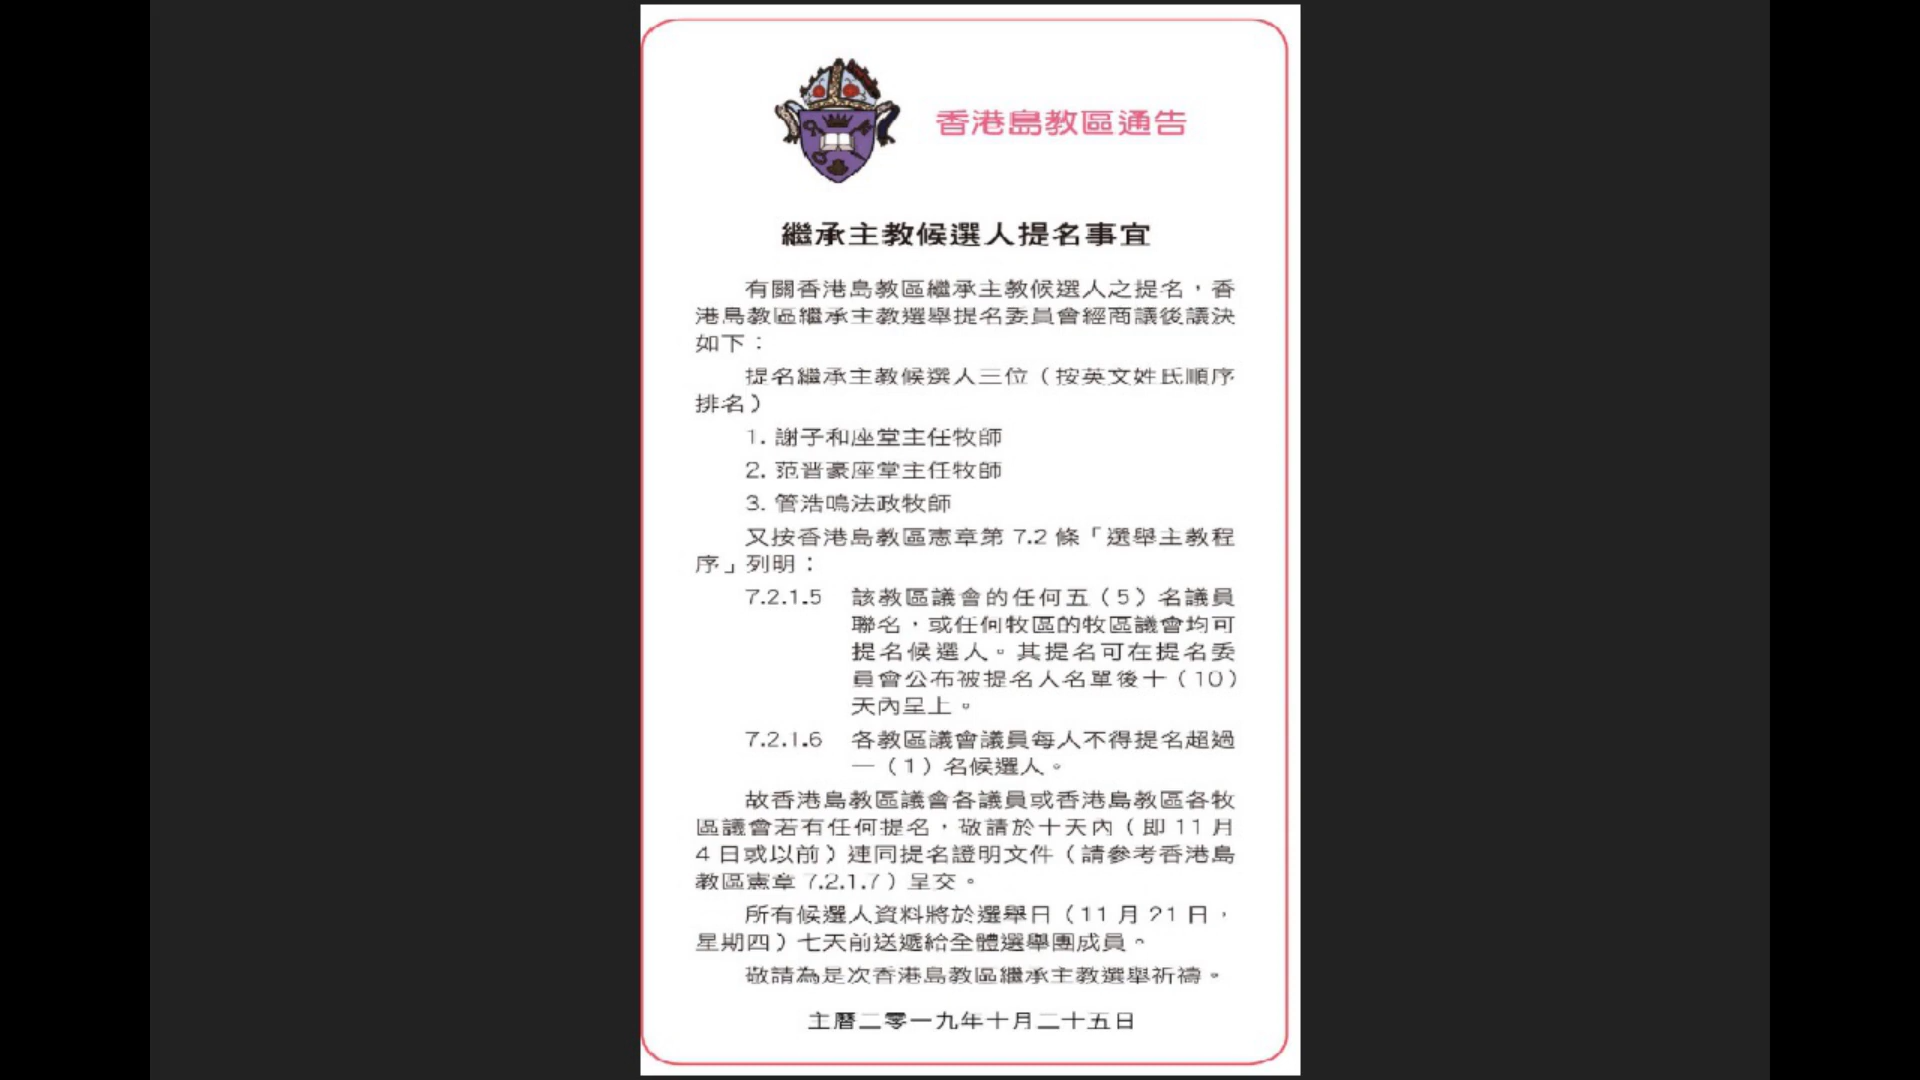 香港島教區通告
繼承主教候選人提名事宜
有關香港島教區繼承主教候選人之提名，香
港島教區繼承主教選舉提名委員會經商議後議決
如下：
提名繼承主教候選人三位（按英文姓氏順序
排名）
1. 謝子和座堂主任牧師
2. 范晋豪座堂主任牧師
3. 管浩鳴法政牧師
又按香港島教區憲章第 7.2 條「選舉主教程
序」列明：
7.2.1.5 該教區議會的任何五（5）名議員
聯名，或任何牧區的牧區議會均可
提名候選人。其提名可在提名委
員會公布被提名人名單後十（10）
天內呈上。
7.2.1.6 各教區議會議員每人不得提名超過
一（1）名候選人。
故香港島教區議會各議員或香港島教區各牧
區議會若有任何提名，敬請於十天內（即 11 月
4 日或以前）連同提名證明文件（請參考香港島
教區憲章 7.2.1.7）呈交。
所有候選人資料將於選舉日（11 月 21 日，
星期四）七天前送遞給全體選舉團成員。
敬請為是次香港島教區繼承主教選舉祈禱。
主曆二零一九年十月二十五日